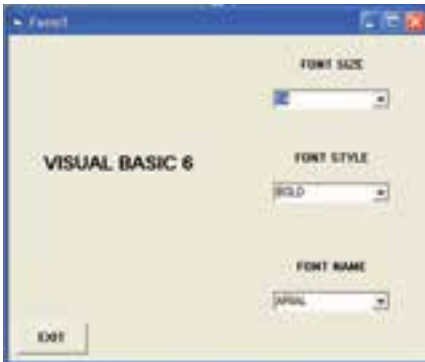 Form1
FONT SIZE
VISUAL BASIC 6
FONT STYLE
BOLD
FONT NAME
ARIAL
EXIT